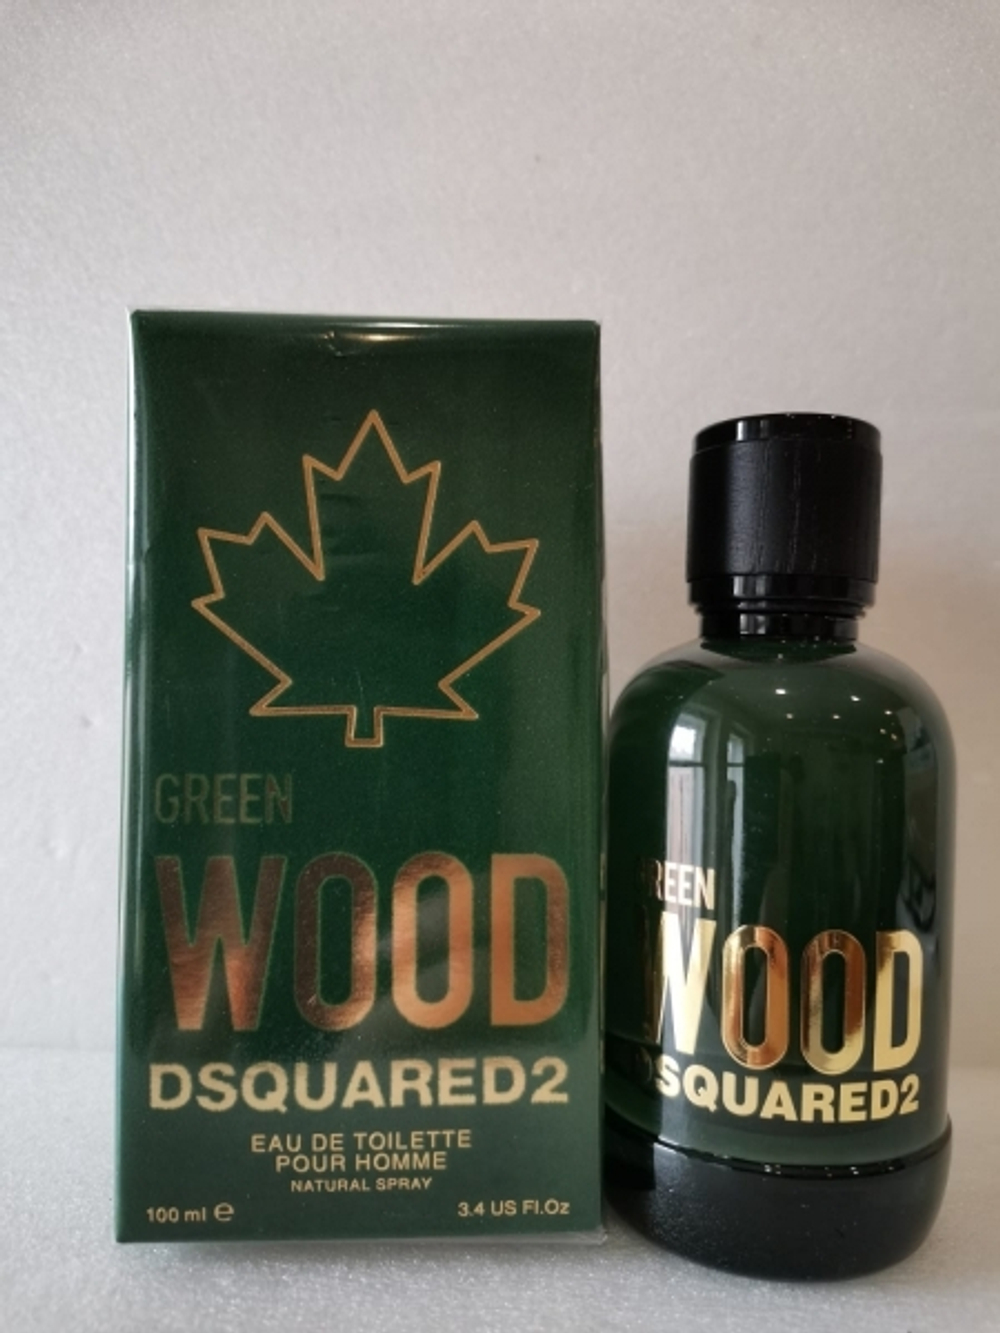 GREEN
WOOD
DSQUARED2
EAU DE TOILETTE
POUR HOMME
NATURAL SPRAY
100 ml ℮
3.4 US Fl.Oz
REEN
WOOD
DSQUARED2